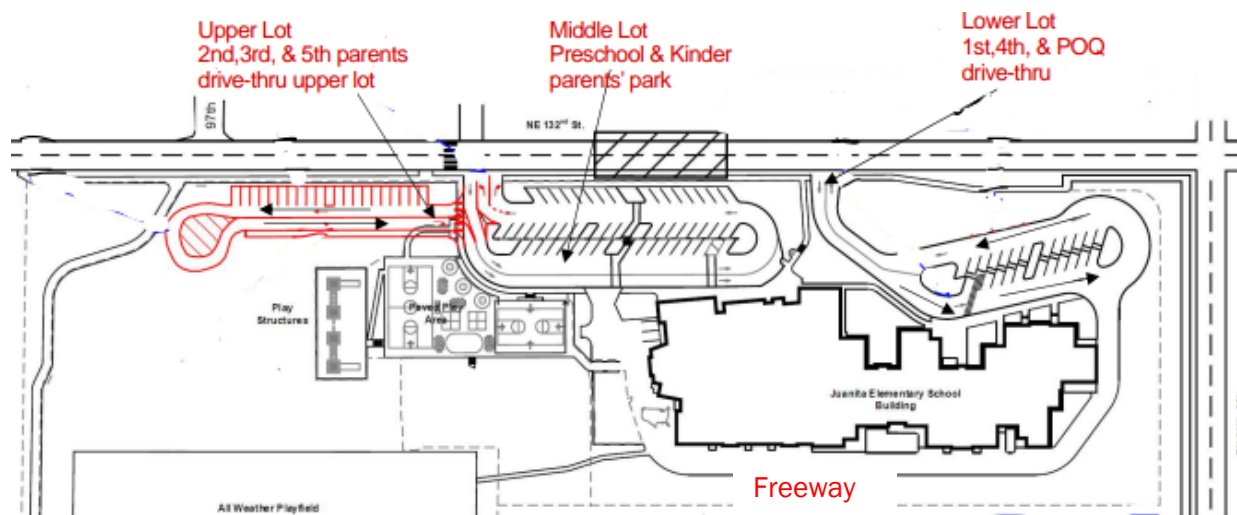 Upper Lot
2nd,3rd, & 5th parents
drive-thru upper lot
Middle Lot
Preschool & Kinder
parents' park
Lower Lot
1st,4th, & POQ
drive-thru
97th
NE 132nd St.
Play
Structures
Paved Play
Area
Juanita Elementary School
Building
Freeway
All Weather Playfield